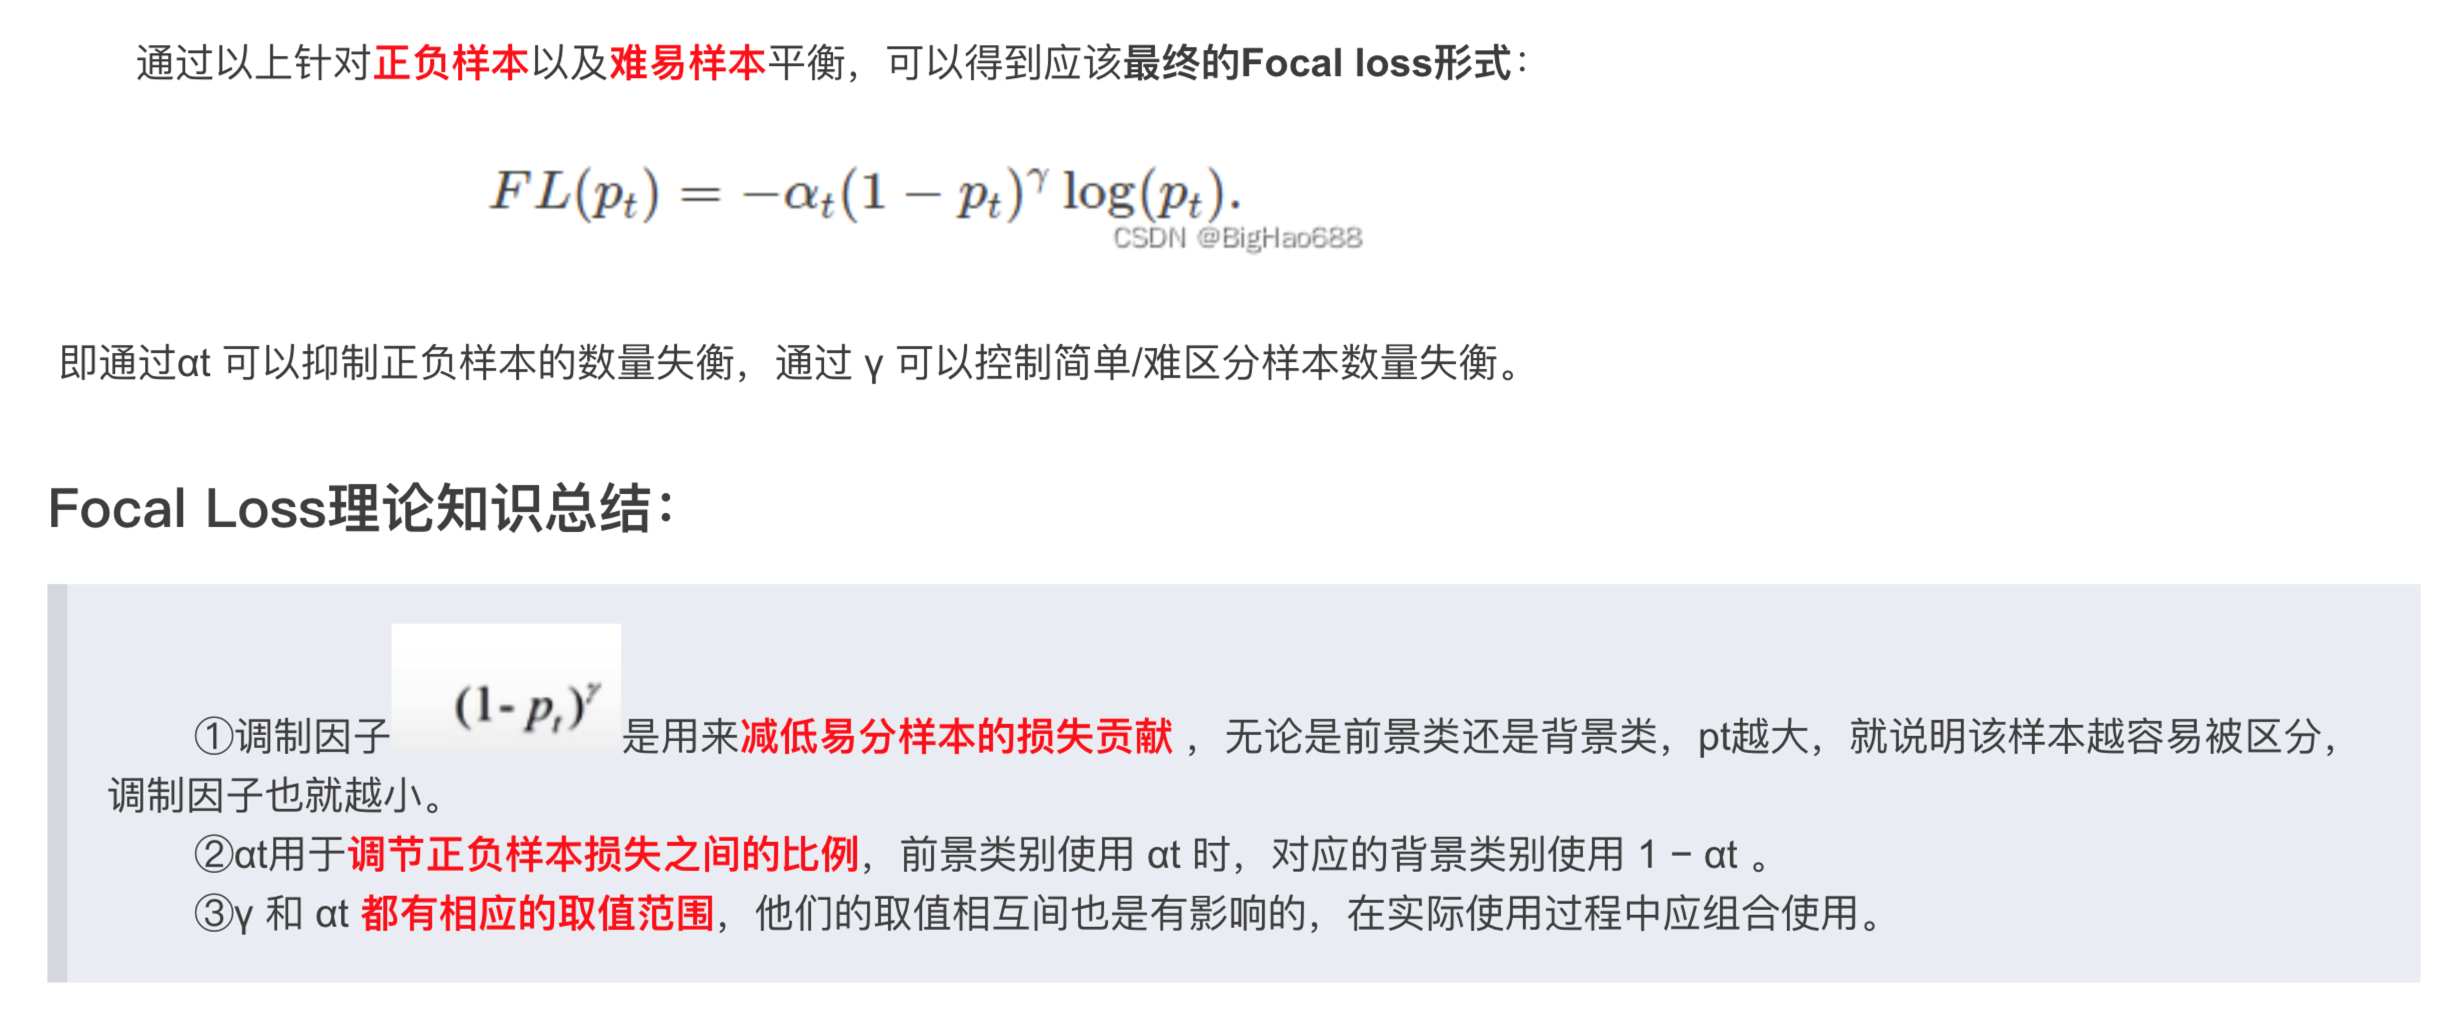 通过以上针对正负样本以及难易样本平衡，可以得到应该最终的Focal loss形式：
FL(pₜ) = −αₜ(1 − pₜ)^γ log(pₜ).
CSDN @BigHao688
即通过αt 可以抑制正负样本的数量失衡，通过 γ 可以控制简单/难区分样本数量失衡。
Focal Loss理论知识总结：
①调制因子(1- pₜ)^γ是用来减低易分样本的损失贡献 ，无论是前景类还是背景类，pt越大，就说明该样本越容易被区分，
调制因子也就越小。
②αt用于调节正负样本损失之间的比例，前景类别使用 αt 时，对应的背景类别使用 1 − αt 。
③γ 和 αt 都有相应的取值范围，他们的取值相互间也是有影响的，在实际使用过程中应组合使用。